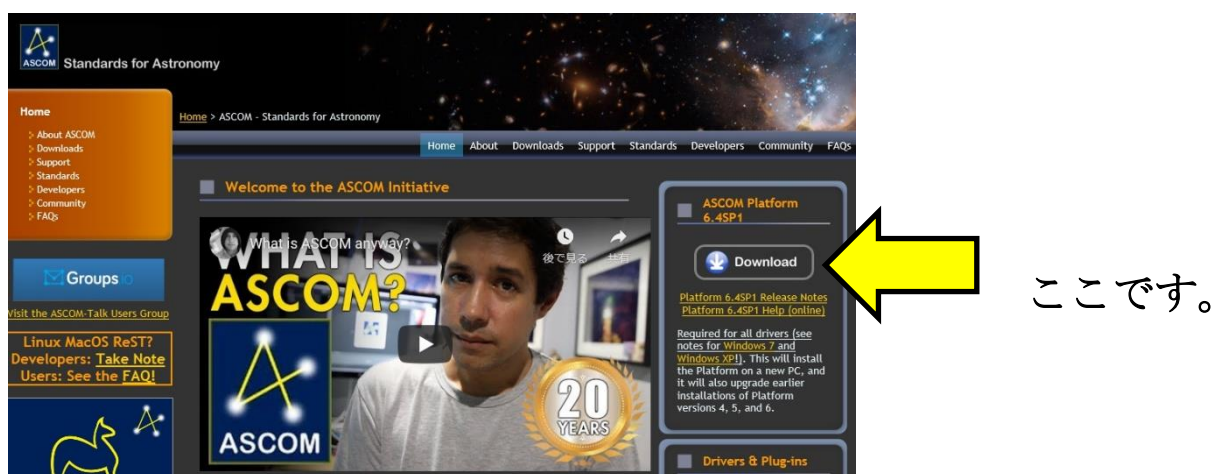 ASCOM
Standards for Astronomy
Home
About ASCOM
Downloads
Support
Standards
Developers
Community
FAQs
Home > ASCOM - Standards for Astronomy
Home About Downloads Support Standards Developers Community FAQs
Groups.io
Visit the ASCOM-Talk Users Group
Linux MacOS ReST?
Developers: Take Note
Users: See the FAQ!
Welcome to the ASCOM Initiative
What is ASCOM anyway?
後で見る 共有
WHAT IS
ASCOM?
ASCOM
20
YEARS
ASCOM Platform
6.4SP1
Download
Platform 6.4SP1 Release Notes
Platform 6.4SP1 Help (online)
Required for all drivers (see
notes for Windows 7 and
Windows XP!). This will install
the Platform on a new PC, and
it will also upgrade earlier
installations of Platform
versions 4, 5, and 6.
Drivers & Plug-ins
ここです。